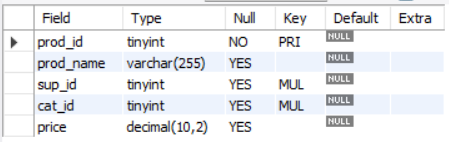 Field Type Null Key Default Extra
prod_id tinyint NO PRI NULL
prod_name varchar(255) YES NULL
sup_id tinyint YES MUL NULL
cat_id tinyint YES MUL NULL
price decimal(10,2) YES NULL